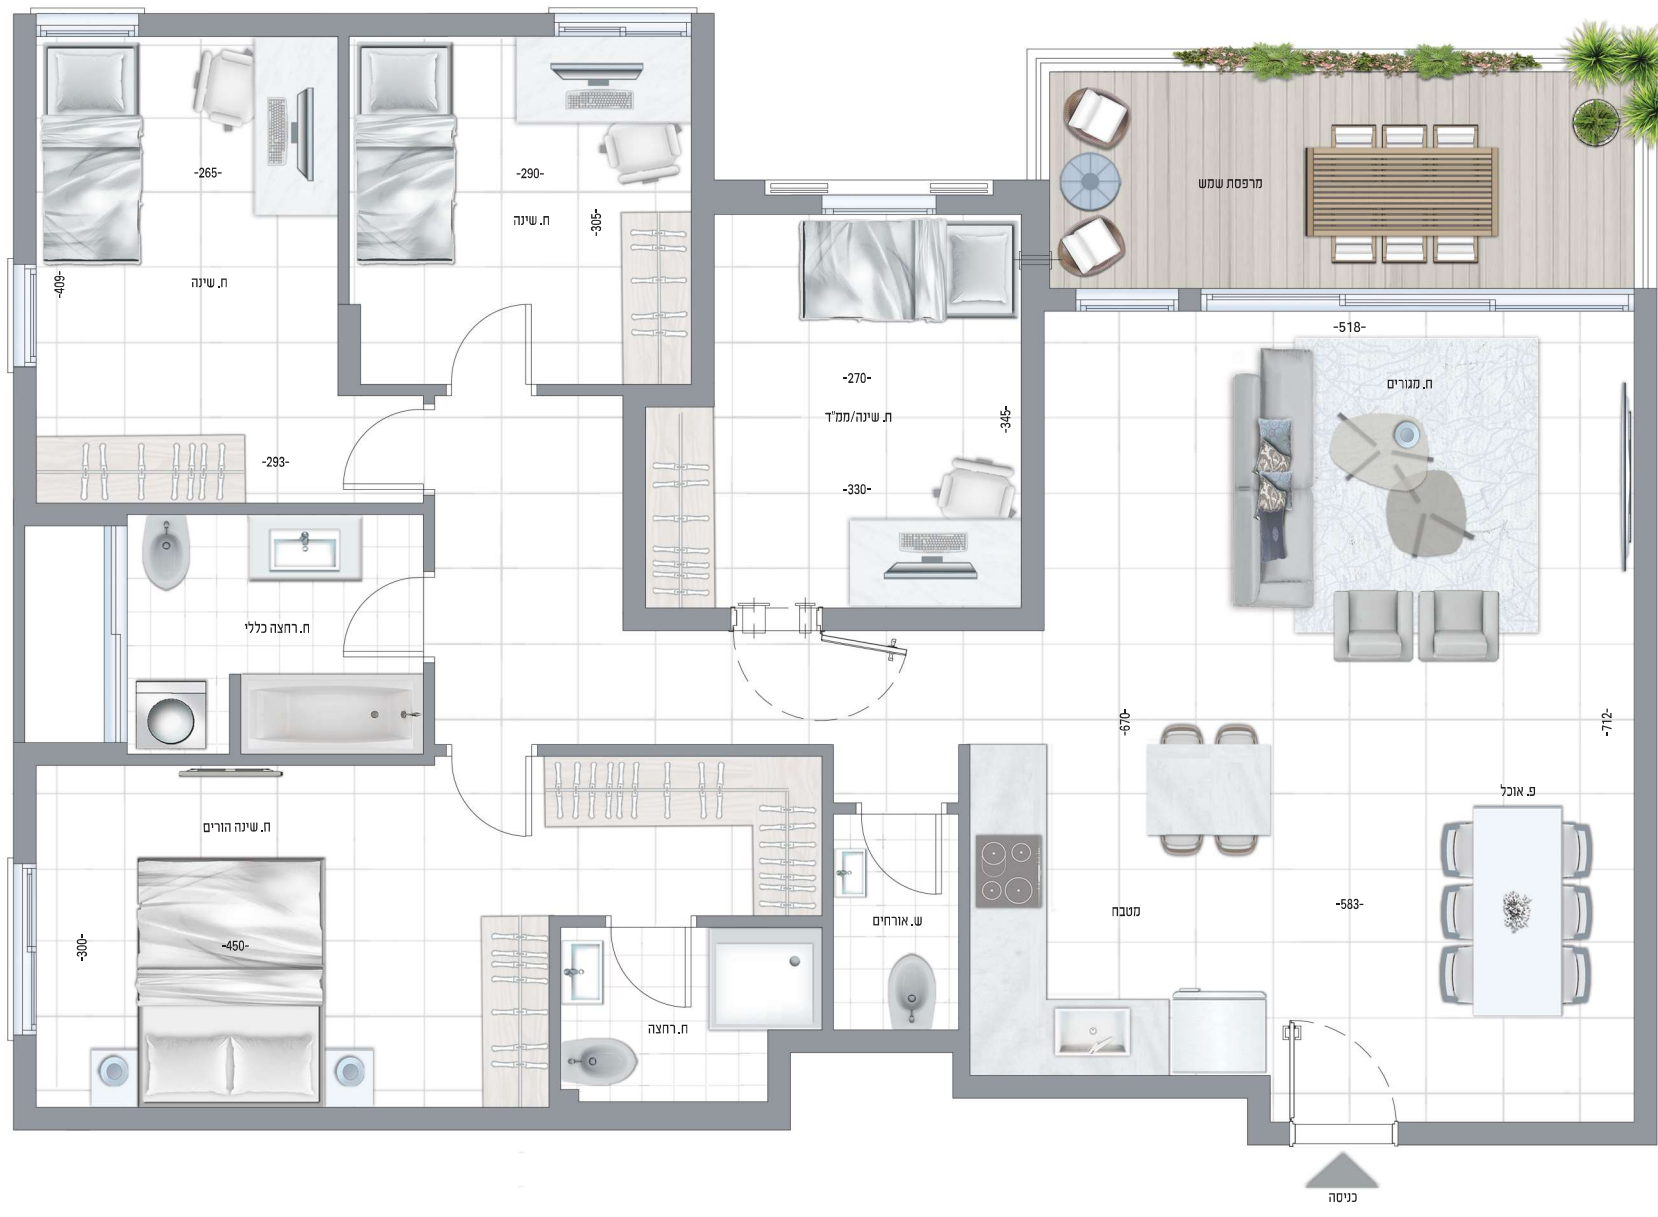 -265-
-290-
מרפסת שמש
ח. שינה
-305-
ח. שינה
-409-
-518-
-270-
ח. מגורים
ח. שינה/ממ"ד
-345-
-293-
-330-
ח. רחצה כללי
-670-
-712-
פ. אוכל
ח. שינה הורים
-583-
מטבח
ש. אורחים
-300-
-450-
ח. רחצה
כניסה